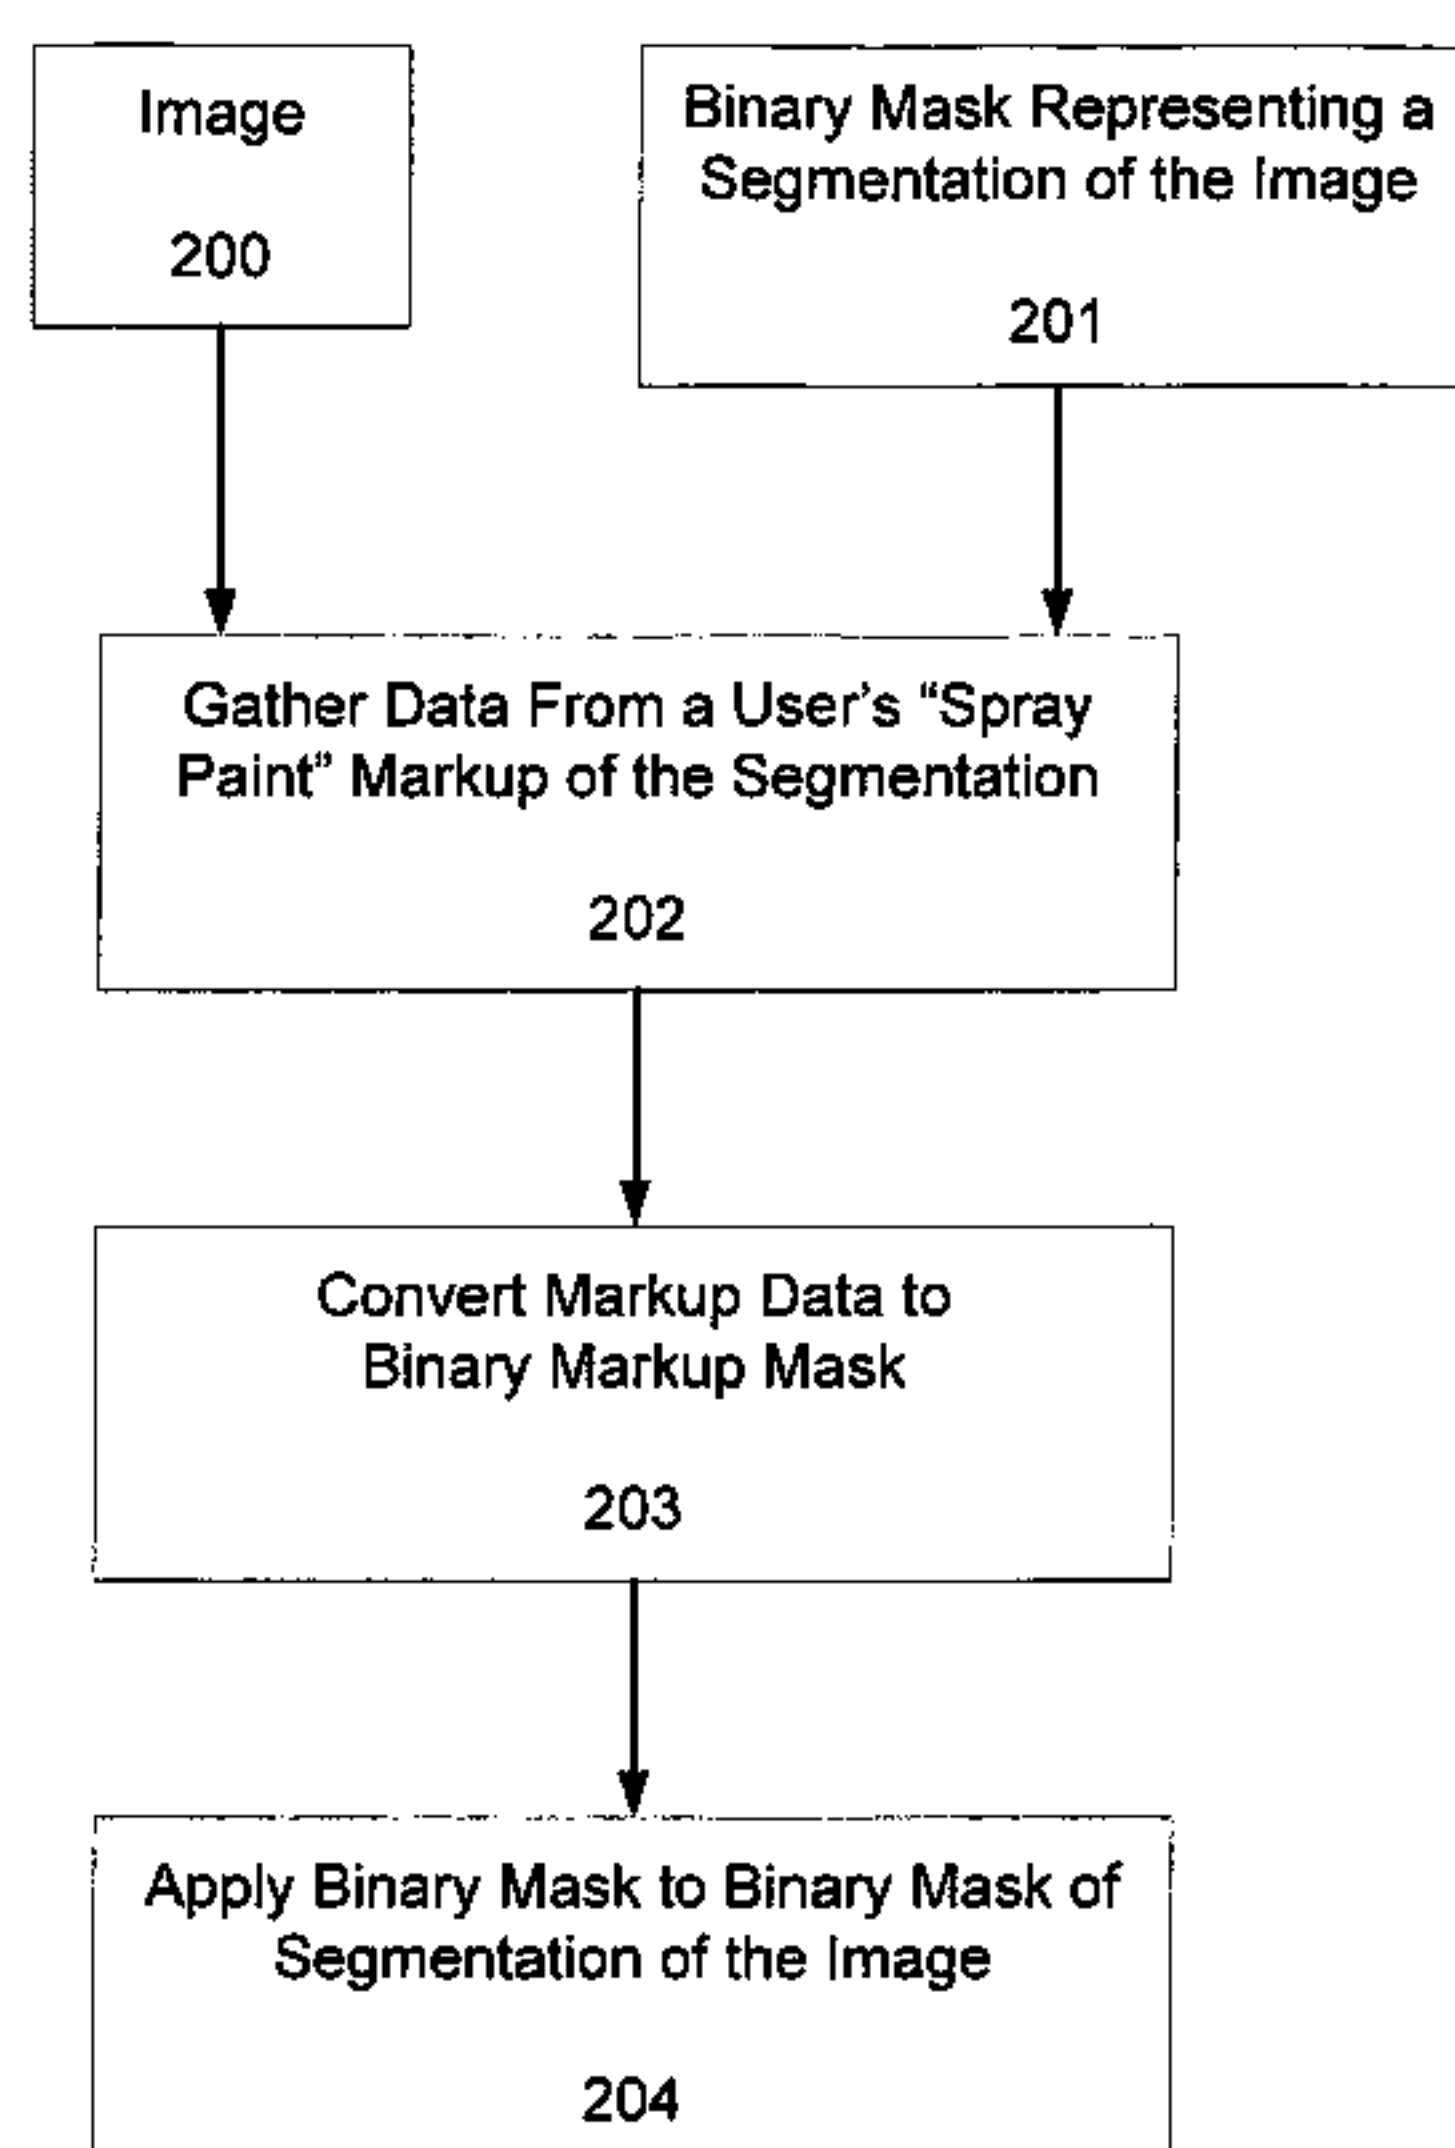 Image
200
Binary Mask Representing a
Segmentation of the Image
201
Gather Data From a User's “Spray
Paint” Markup of the Segmentation
202
Convert Markup Data to
Binary Markup Mask
203
Apply Binary Mask to Binary Mask of
Segmentation of the Image
204